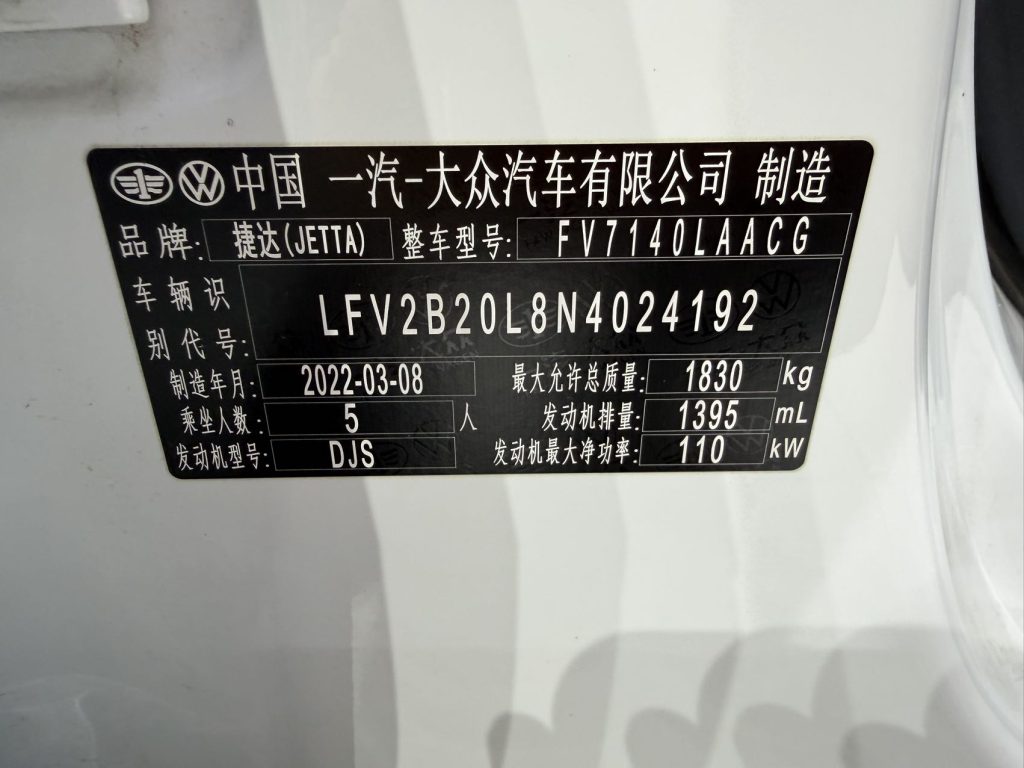 中国 一汽-大众汽车有限公司 制造
品牌: 捷达(JETTA) 整车型号: FV7140LAACG
车辆识别代号: LFV2B20L8N4024192
制造年月: 2022-03-08 最大允许总质量: 1830 kg
乘坐人数: 5 人 发动机排量: 1395 mL
发动机型号: DJS 发动机最大净功率: 110 kW